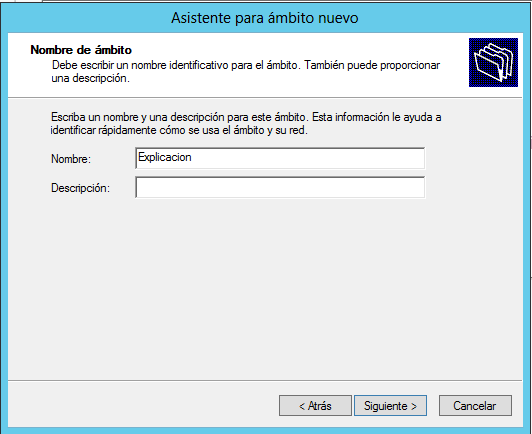 Asistente para ámbito nuevo
Nombre de ámbito
Debe escribir un nombre identificativo para el ámbito. También puede proporcionar
una descripción.
Escriba un nombre y una descripción para este ámbito. Esta información le ayuda a
identificar rápidamente cómo se usa el ámbito y su red.
Nombre: Explicacion
Descripción:
< Atrás Siguiente > Cancelar